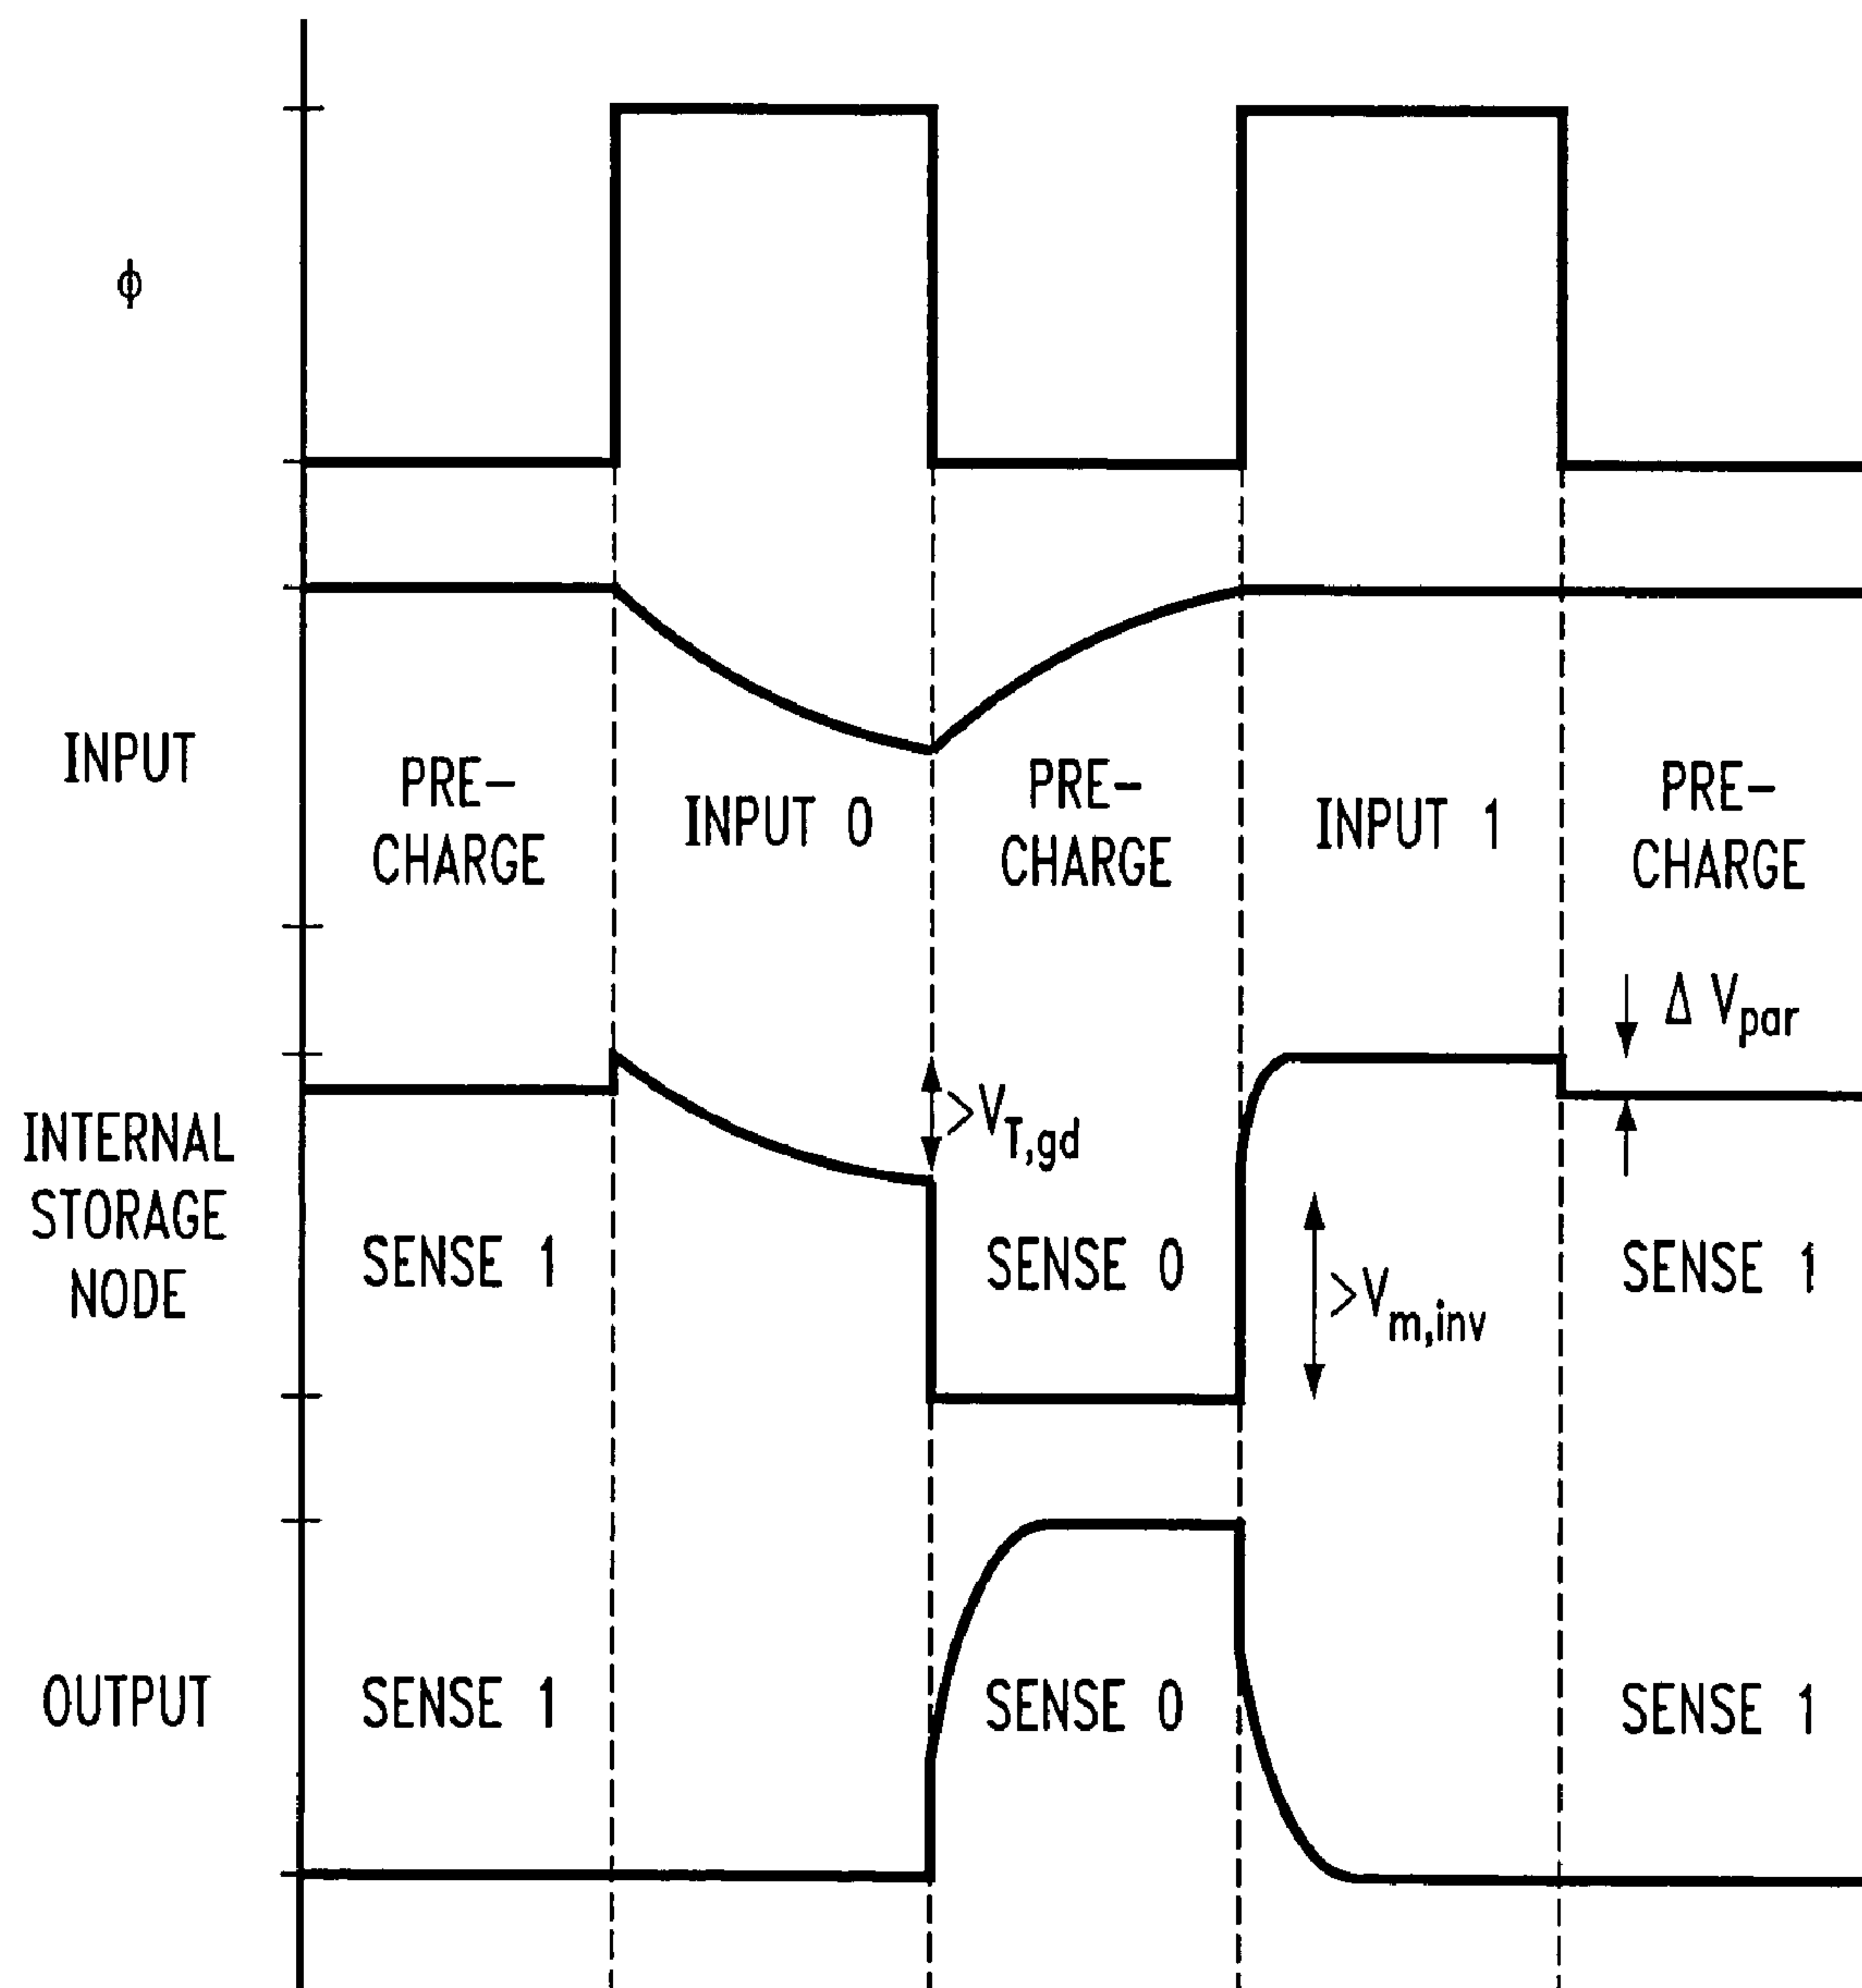 ϕ
INPUT
PRE-
CHARGE
INPUT 0
PRE-
CHARGE
INPUT 1
PRE-
CHARGE
Δ V_par
INTERNAL
STORAGE
NODE
SENSE 1
>V_T,gd
SENSE 0
>V_m,inv
SENSE 1
OUTPUT
SENSE 1
SENSE 0
SENSE 1